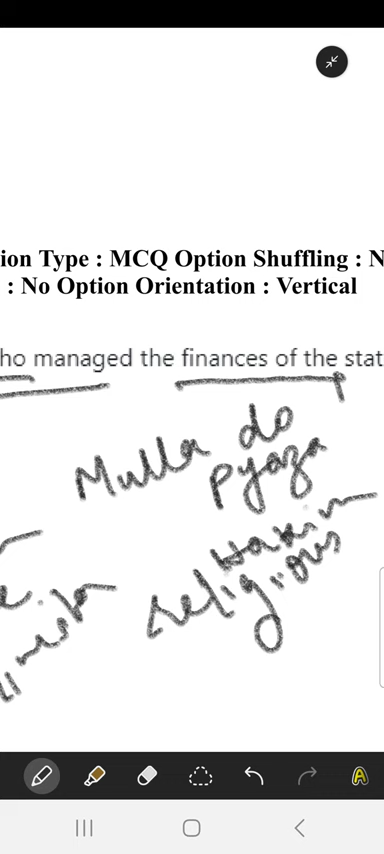 ion Type : MCQ Option Shuffling : N
: No Option Orientation : Vertical
ho managed the finances of the stat
Mulla do
Pyaza
Hakim
religious